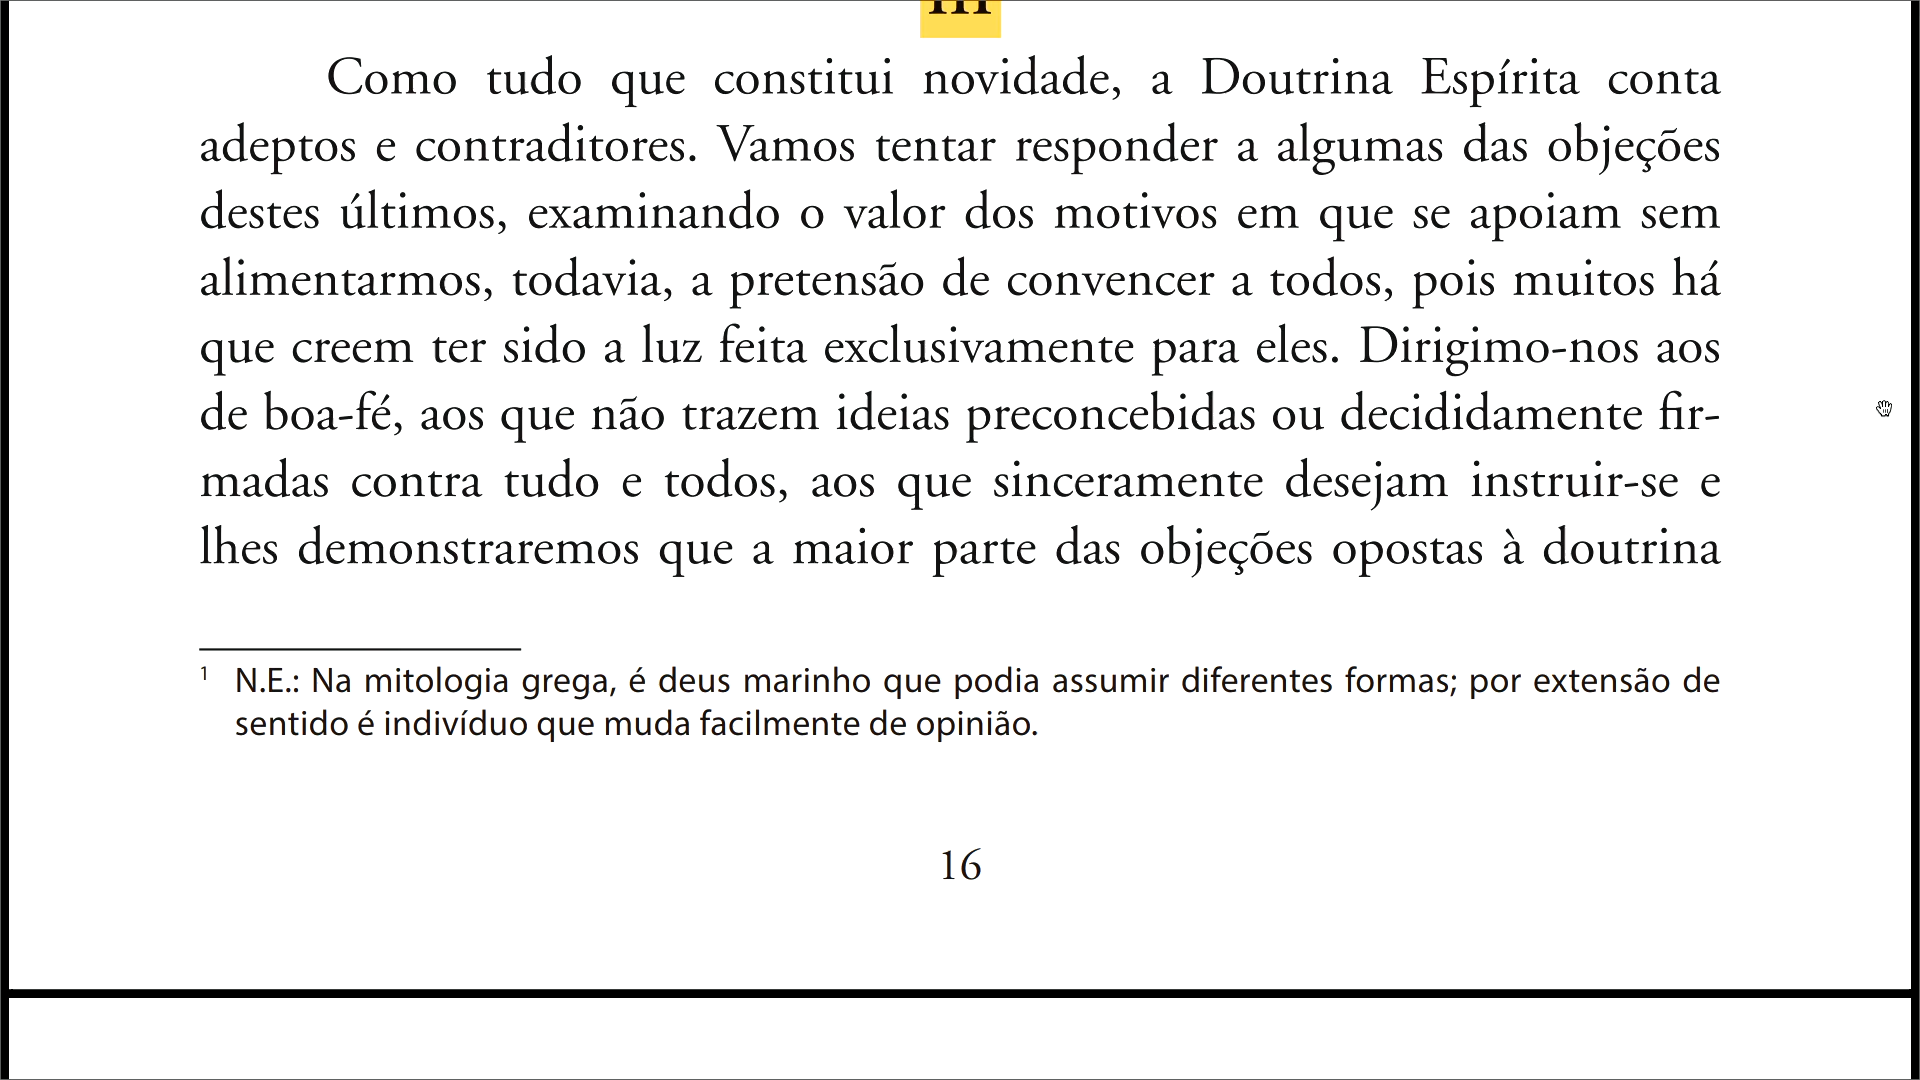 III
Como tudo que constitui novidade, a Doutrina Espírita conta
adeptos e contraditores. Vamos tentar responder a algumas das objeções
destes últimos, examinando o valor dos motivos em que se apoiam sem
alimentarmos, todavia, a pretensão de convencer a todos, pois muitos há
que creem ter sido a luz feita exclusivamente para eles. Dirigimo-nos aos
de boa-fé, aos que não trazem ideias preconcebidas ou decididamente fir-
madas contra tudo e todos, aos que sinceramente desejam instruir-se e
lhes demonstraremos que a maior parte das objeções opostas à doutrina
1 N.E.: Na mitologia grega, é deus marinho que podia assumir diferentes formas; por extensão de
sentido é indivíduo que muda facilmente de opinião.
16